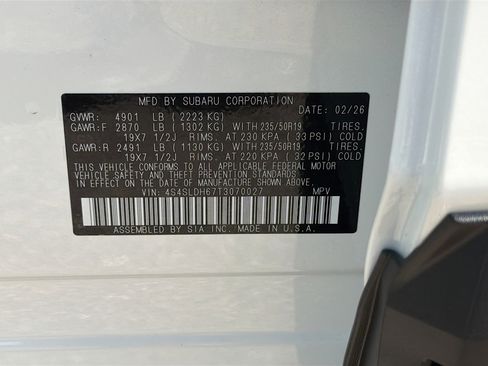 MFD BY SUBARU CORPORATION DATE: 02/26
GVWR: 4901 LB (2223 KG)
GAWR:F 2870 LB (1302 KG) WITH 235/50R19 TIRES.
19X7 1/2J RIMS. AT 230 KPA (33 PSI) COLD
GAWR:R 2491 LB (1130 KG) WITH 235/50R19 TIRES.
19X7 1/2J RIMS. AT 220 KPA (32 PSI) COLD
THIS VEHICLE CONFORMS TO ALL APPLICABLE FEDERAL MOTOR
VEHICLE SAFETY AND BUMPER STANDARDS IN EFFECT
ON THE DATE OF MANUFACTURE SHOWN ABOVE.
VIN: 4S4SLDH67T3070027 MPV
ASSEMBLED BY SIA IN U.S.A.